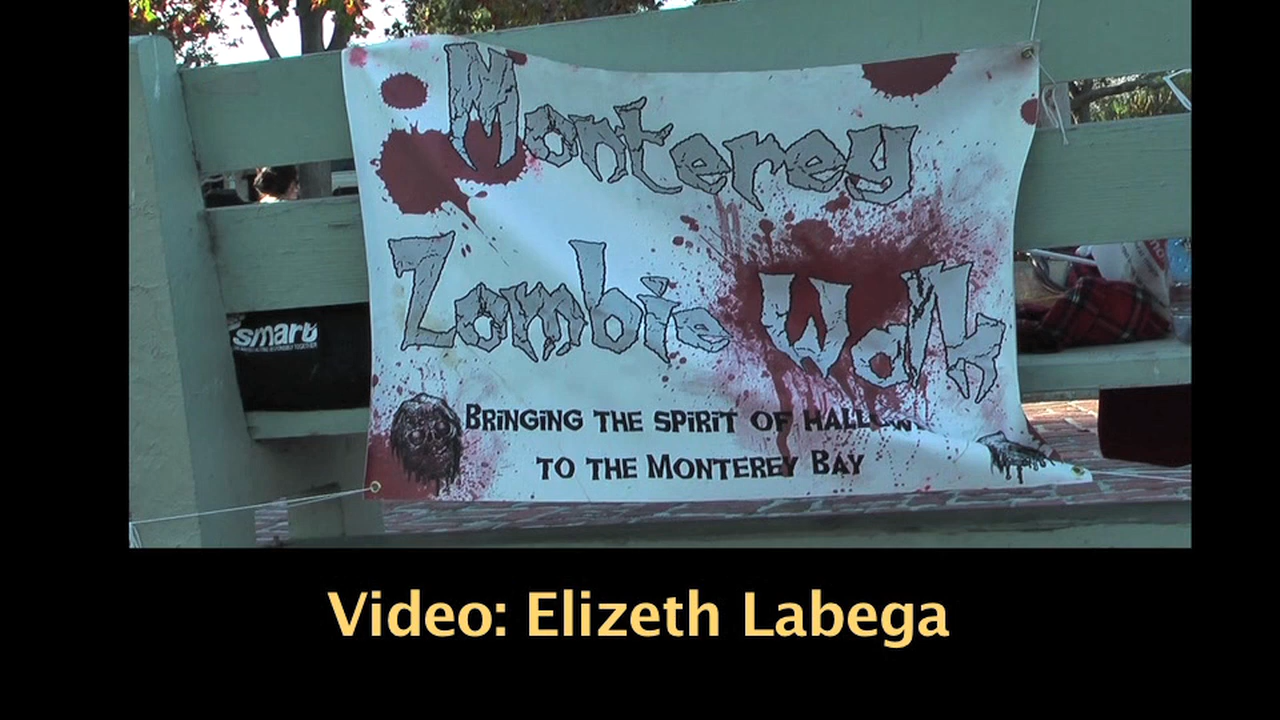 Monterey
Zombie Walk
BRINGING THE SPIRIT OF
TO THE MONTEREY BAY
smart
Video: Elizeth Labega